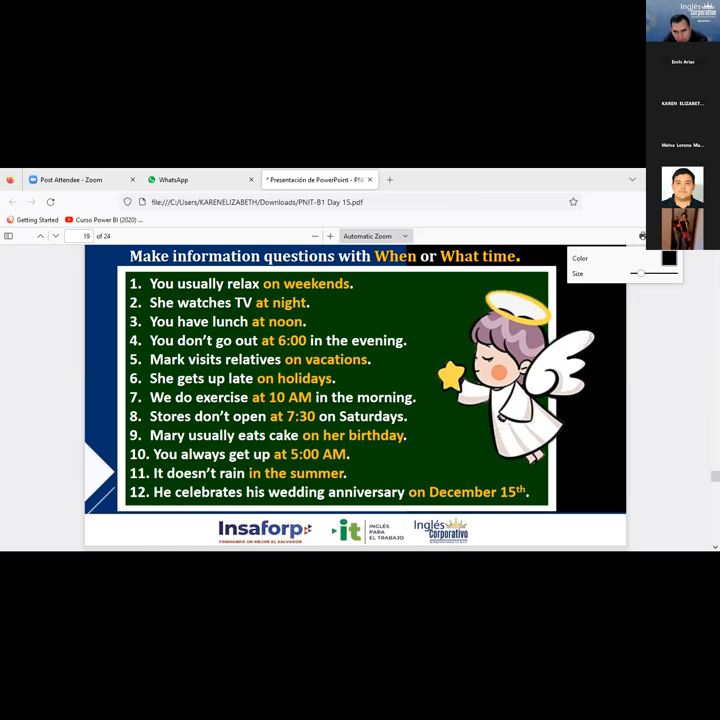 Inglés
Corporativo
Enris Arias
KAREN ELIZABET...
Melva Lorena Ma...
Post Attendee - Zoom
WhatsApp
* Presentación de PowerPoint - PNI
file:///C:/Users/KARENELIZABETH/Downloads/PNIT-B1 Day 15.pdf
Getting Started
Curso Power BI (2020) ...
19 of 24
Automatic Zoom
Color
Size
Make information questions with When or What time.
1. You usually relax on weekends.
2. She watches TV at night.
3. You have lunch at noon.
4. You don't go out at 6:00 in the evening.
5. Mark visits relatives on vacations.
6. She gets up late on holidays.
7. We do exercise at 10 AM in the morning.
8. Stores don't open at 7:30 on Saturdays.
9. Mary usually eats cake on her birthday.
10. You always get up at 5:00 AM.
11. It doesn't rain in the summer.
12. He celebrates his wedding anniversary on December 15th.
Insaforp
FORMANDO UN MEJOR EL SALVADOR
it
INGLÉS
PARA
EL TRABAJO
Inglés
Corporativo